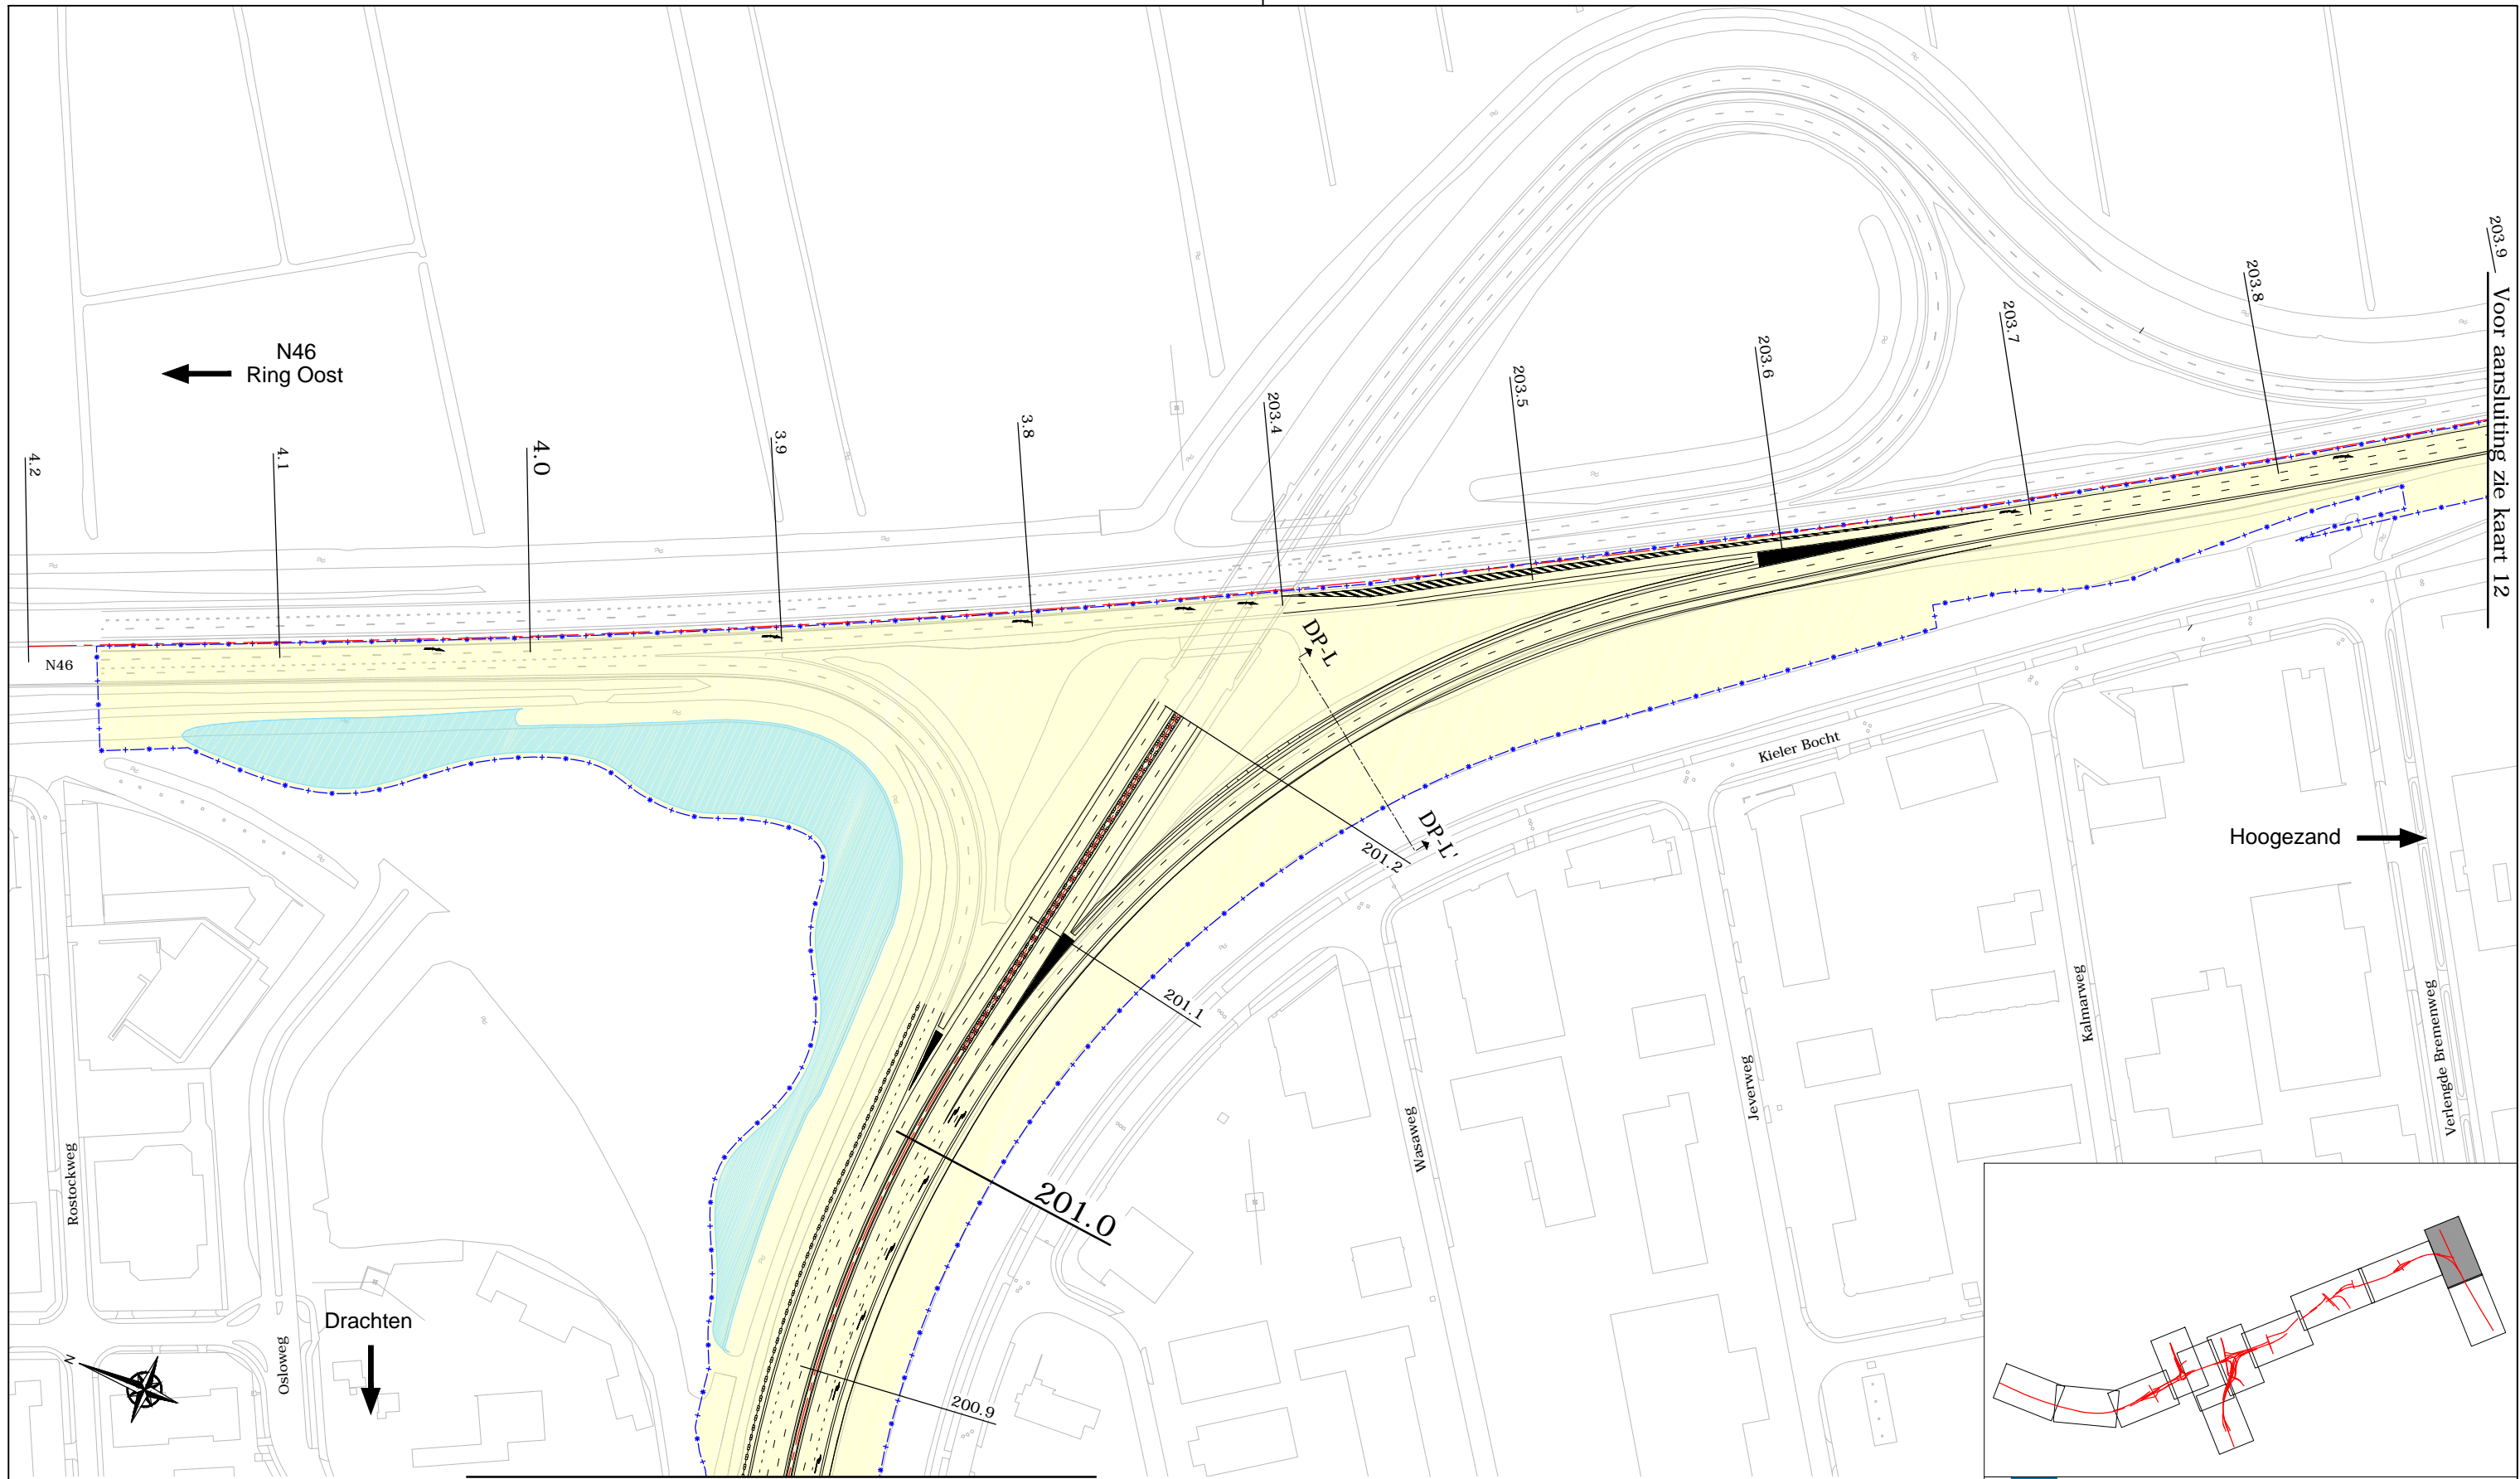 203.9
Voor aansluiting zie kaart 12
203.8
203.7
203.6
203.5
203.4
3.8
3.9
4.0
4.1
4.2
N46
Ring Oost
N46
DP-L
DP-L'
201.2
201.1
201.0
200.9
Kieler Bocht
Hoogezand
Wasaweg
Jeverweg
Kalmarweg
Verlengde Bremenweg
Rostockweg
Osloweg
Drachten
N